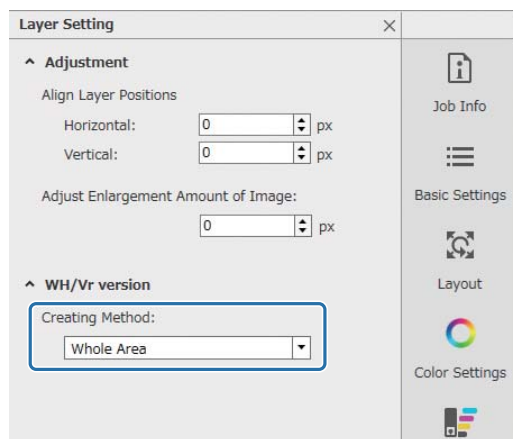 Layer Setting
Adjustment
Align Layer Positions
Horizontal: 0 px
Vertical: 0 px
Adjust Enlargement Amount of Image:
0 px
WH/Vr version
Creating Method:
Whole Area
Job Info
Basic Settings
Layout
Color Settings